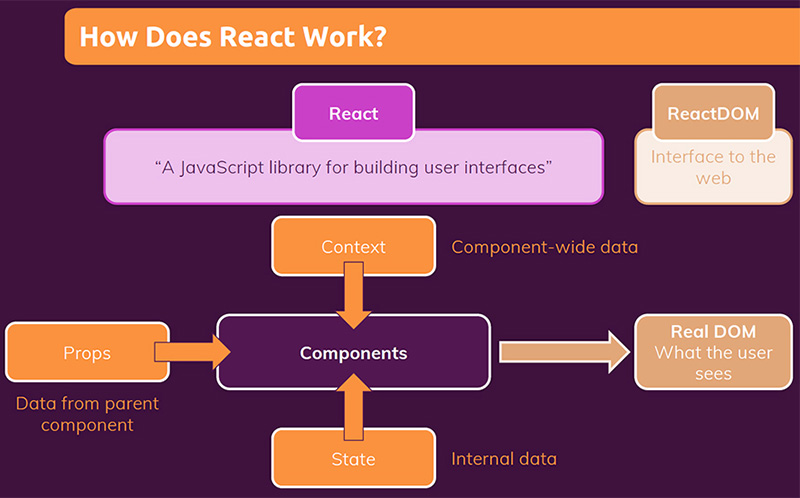 How Does React Work?
React
ReactDOM
“A JavaScript library for building user interfaces”
Interface to the
web
Context
Component-wide data
Props
Components
Real DOM
What the user
sees
Data from parent
component
State
Internal data